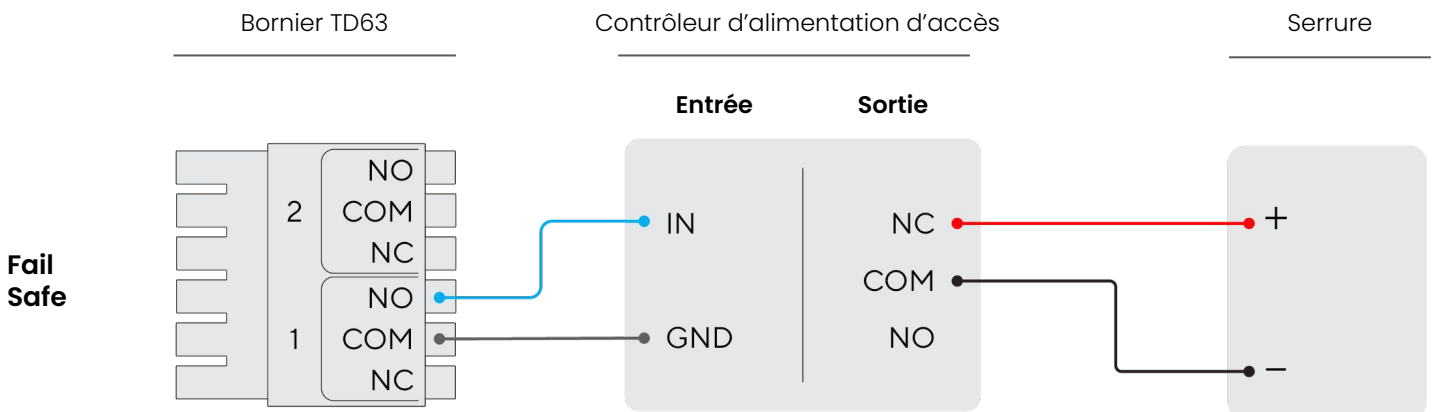 Bornier TD63
Contrôleur d’alimentation d’accès
Serrure
Entrée
Sortie
Fail
Safe
2
NO
COM
NC
1
NO
COM
NC
IN
GND
NC
COM
NO
+
−